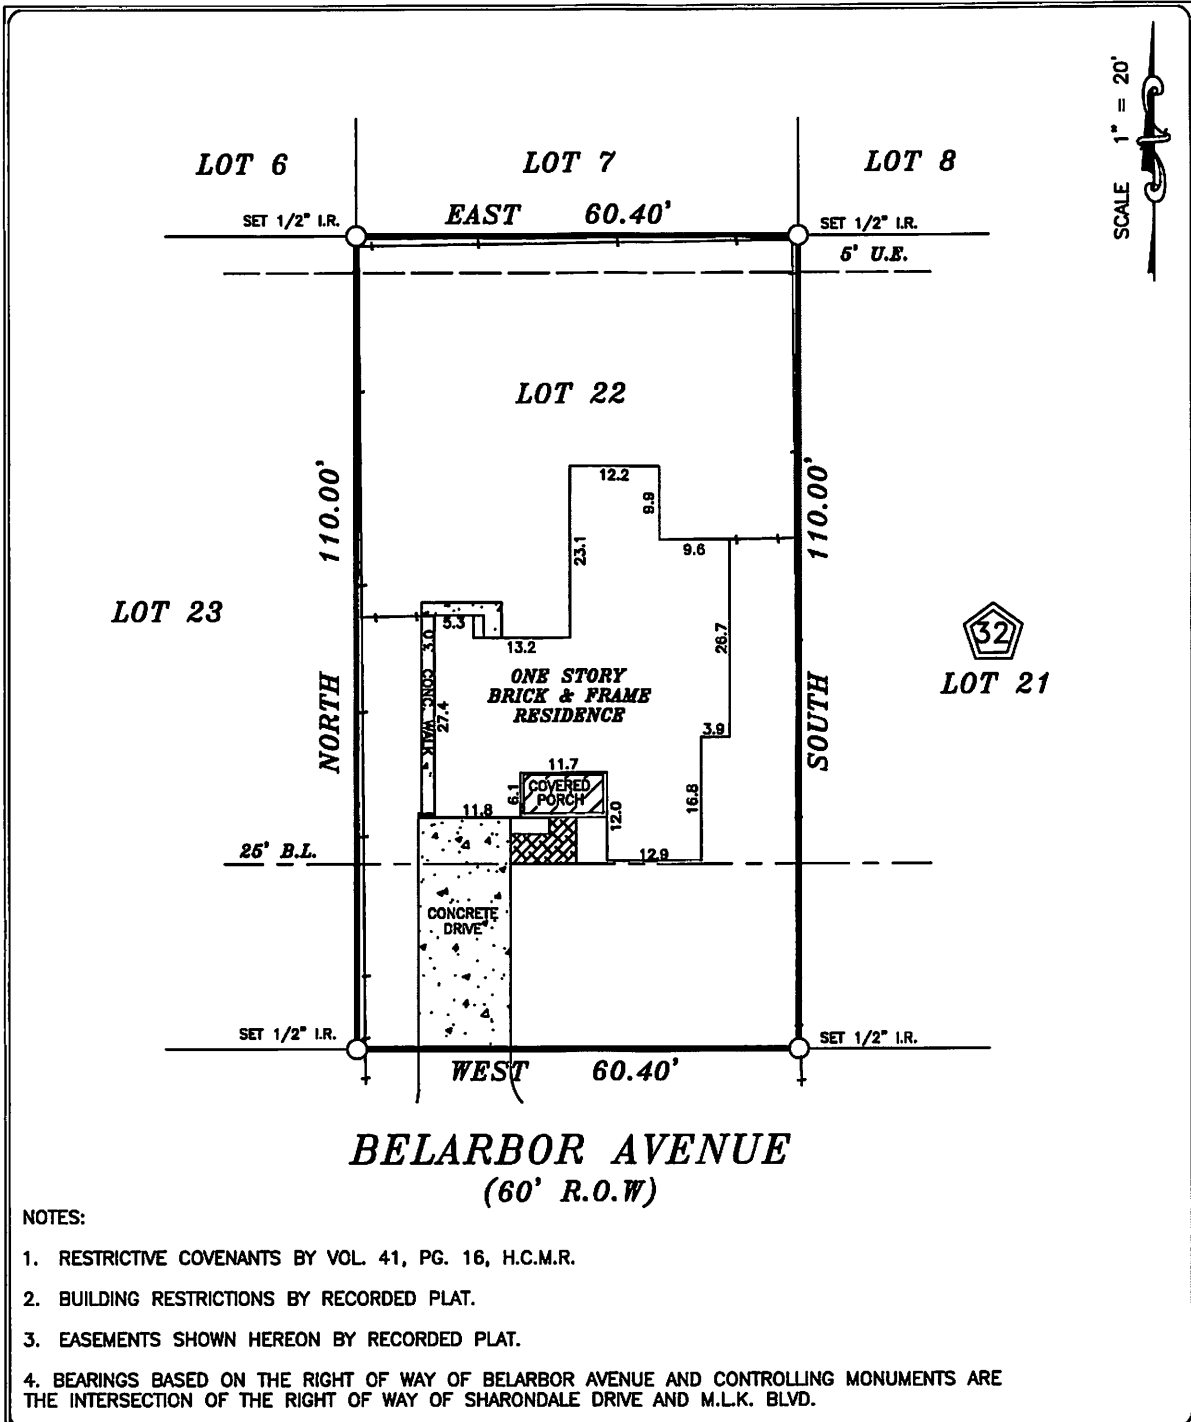 SCALE 1" = 20'
LOT 6
LOT 7
LOT 8
SET 1/2" I.R.
EAST 60.40'
SET 1/2" I.R.
5' U.E.
LOT 22
110.00'
110.00'
12.2
9.9
23.1
9.6
LOT 23
5.3
13.2
3.0 CONC. WALK
27.4
26.7
32
LOT 21
ONE STORY
BRICK & FRAME
RESIDENCE
NORTH
SOUTH
3.9
11.7
6.1
COVERED
PORCH
11.8
12.0
16.8
12.9
25' B.L.
CONCRETE
DRIVE
SET 1/2" I.R.
SET 1/2" I.R.
WEST 60.40'
BELARBOR AVENUE
(60' R.O.W)
NOTES:
1. RESTRICTIVE COVENANTS BY VOL. 41, PG. 16, H.C.M.R.
2. BUILDING RESTRICTIONS BY RECORDED PLAT.
3. EASEMENTS SHOWN HEREON BY RECORDED PLAT.
4. BEARINGS BASED ON THE RIGHT OF WAY OF BELARBOR AVENUE AND CONTROLLING MONUMENTS ARE
THE INTERSECTION OF THE RIGHT OF WAY OF SHARONDALE DRIVE AND M.L.K. BLVD.